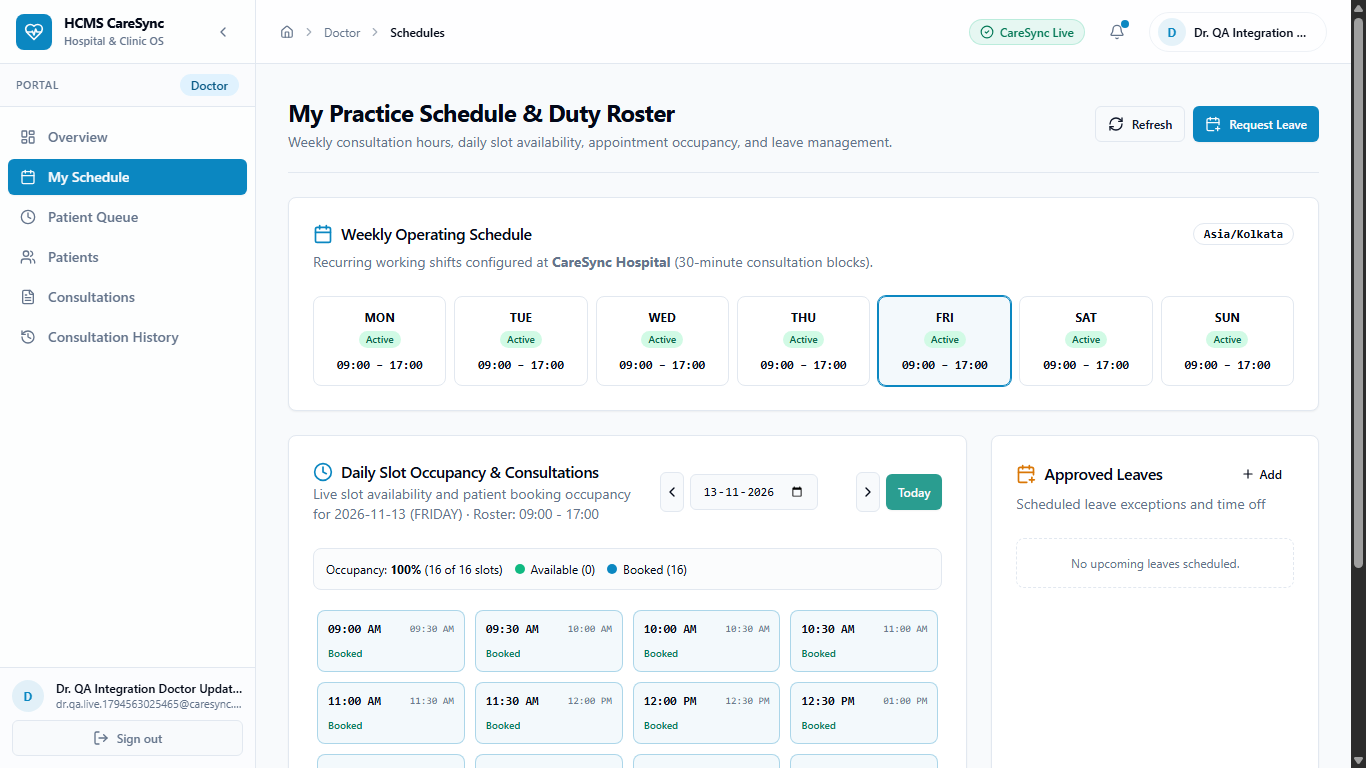 HCMS CareSync
Hospital & Clinic OS
PORTAL
Doctor
Overview
My Schedule
Patient Queue
Patients
Consultations
Consultation History
Dr. QA Integration Doctor Updat...
dr.qa.live.1794563025465@caresync....
Sign out
Doctor
Schedules
CareSync Live
D
Dr. QA Integration ...
My Practice Schedule & Duty Roster
Weekly consultation hours, daily slot availability, appointment occupancy, and leave management.
Refresh
Request Leave
Weekly Operating Schedule
Asia/Kolkata
Recurring working shifts configured at CareSync Hospital (30-minute consultation blocks).
MON
Active
09:00 - 17:00
TUE
Active
09:00 - 17:00
WED
Active
09:00 - 17:00
THU
Active
09:00 - 17:00
FRI
Active
09:00 - 17:00
SAT
Active
09:00 - 17:00
SUN
Active
09:00 - 17:00
Daily Slot Occupancy & Consultations
Live slot availability and patient booking occupancy
for 2026-11-13 (FRIDAY) · Roster: 09:00 - 17:00
13-11-2026
Today
Occupancy: 100% (16 of 16 slots)
Available (0)
Booked (16)
09:00 AM 09:30 AM
Booked
09:30 AM 10:00 AM
Booked
10:00 AM 10:30 AM
Booked
10:30 AM 11:00 AM
Booked
11:00 AM 11:30 AM
Booked
11:30 AM 12:00 PM
Booked
12:00 PM 12:30 PM
Booked
12:30 PM 01:00 PM
Booked
Approved Leaves
+ Add
Scheduled leave exceptions and time off
No upcoming leaves scheduled.
D